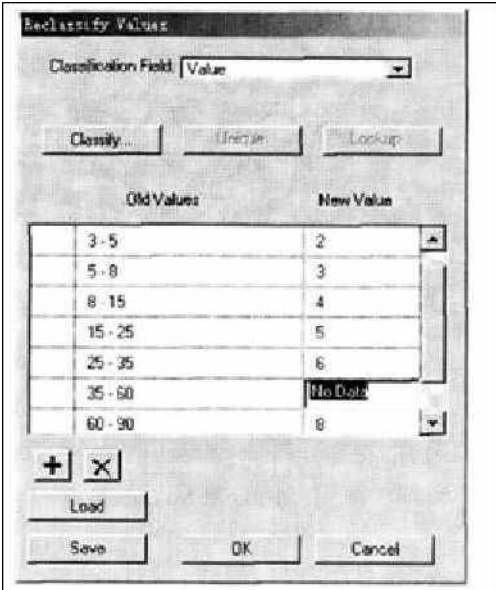 Reclassify Values
Classification Field: Value
Classify... Unique Lookup
Old Values New Value
3 - 5 2
5 - 8 3
8 - 15 4
15 - 25 5
25 - 35 6
35 - 60 No Data
60 - 90 8
Load
Save OK Cancel